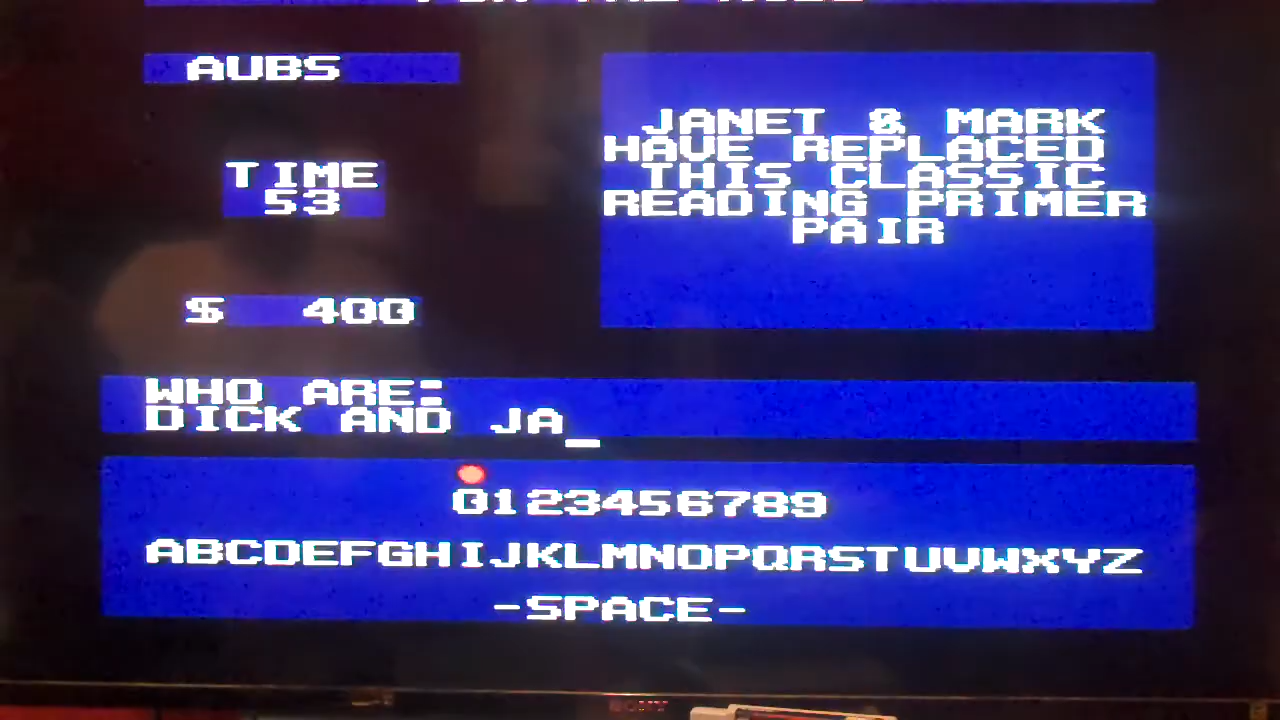 AUBS
JANET & MARK
HAVE REPLACED
THIS CLASSIC
READING PRIMER
PAIR
TIME
53
$ 400
WHO ARE:
DICK AND JA_
0123456789
ABCDEFGHIJKLMNOPQRSTUVWXYZ
-SPACE-
SONY